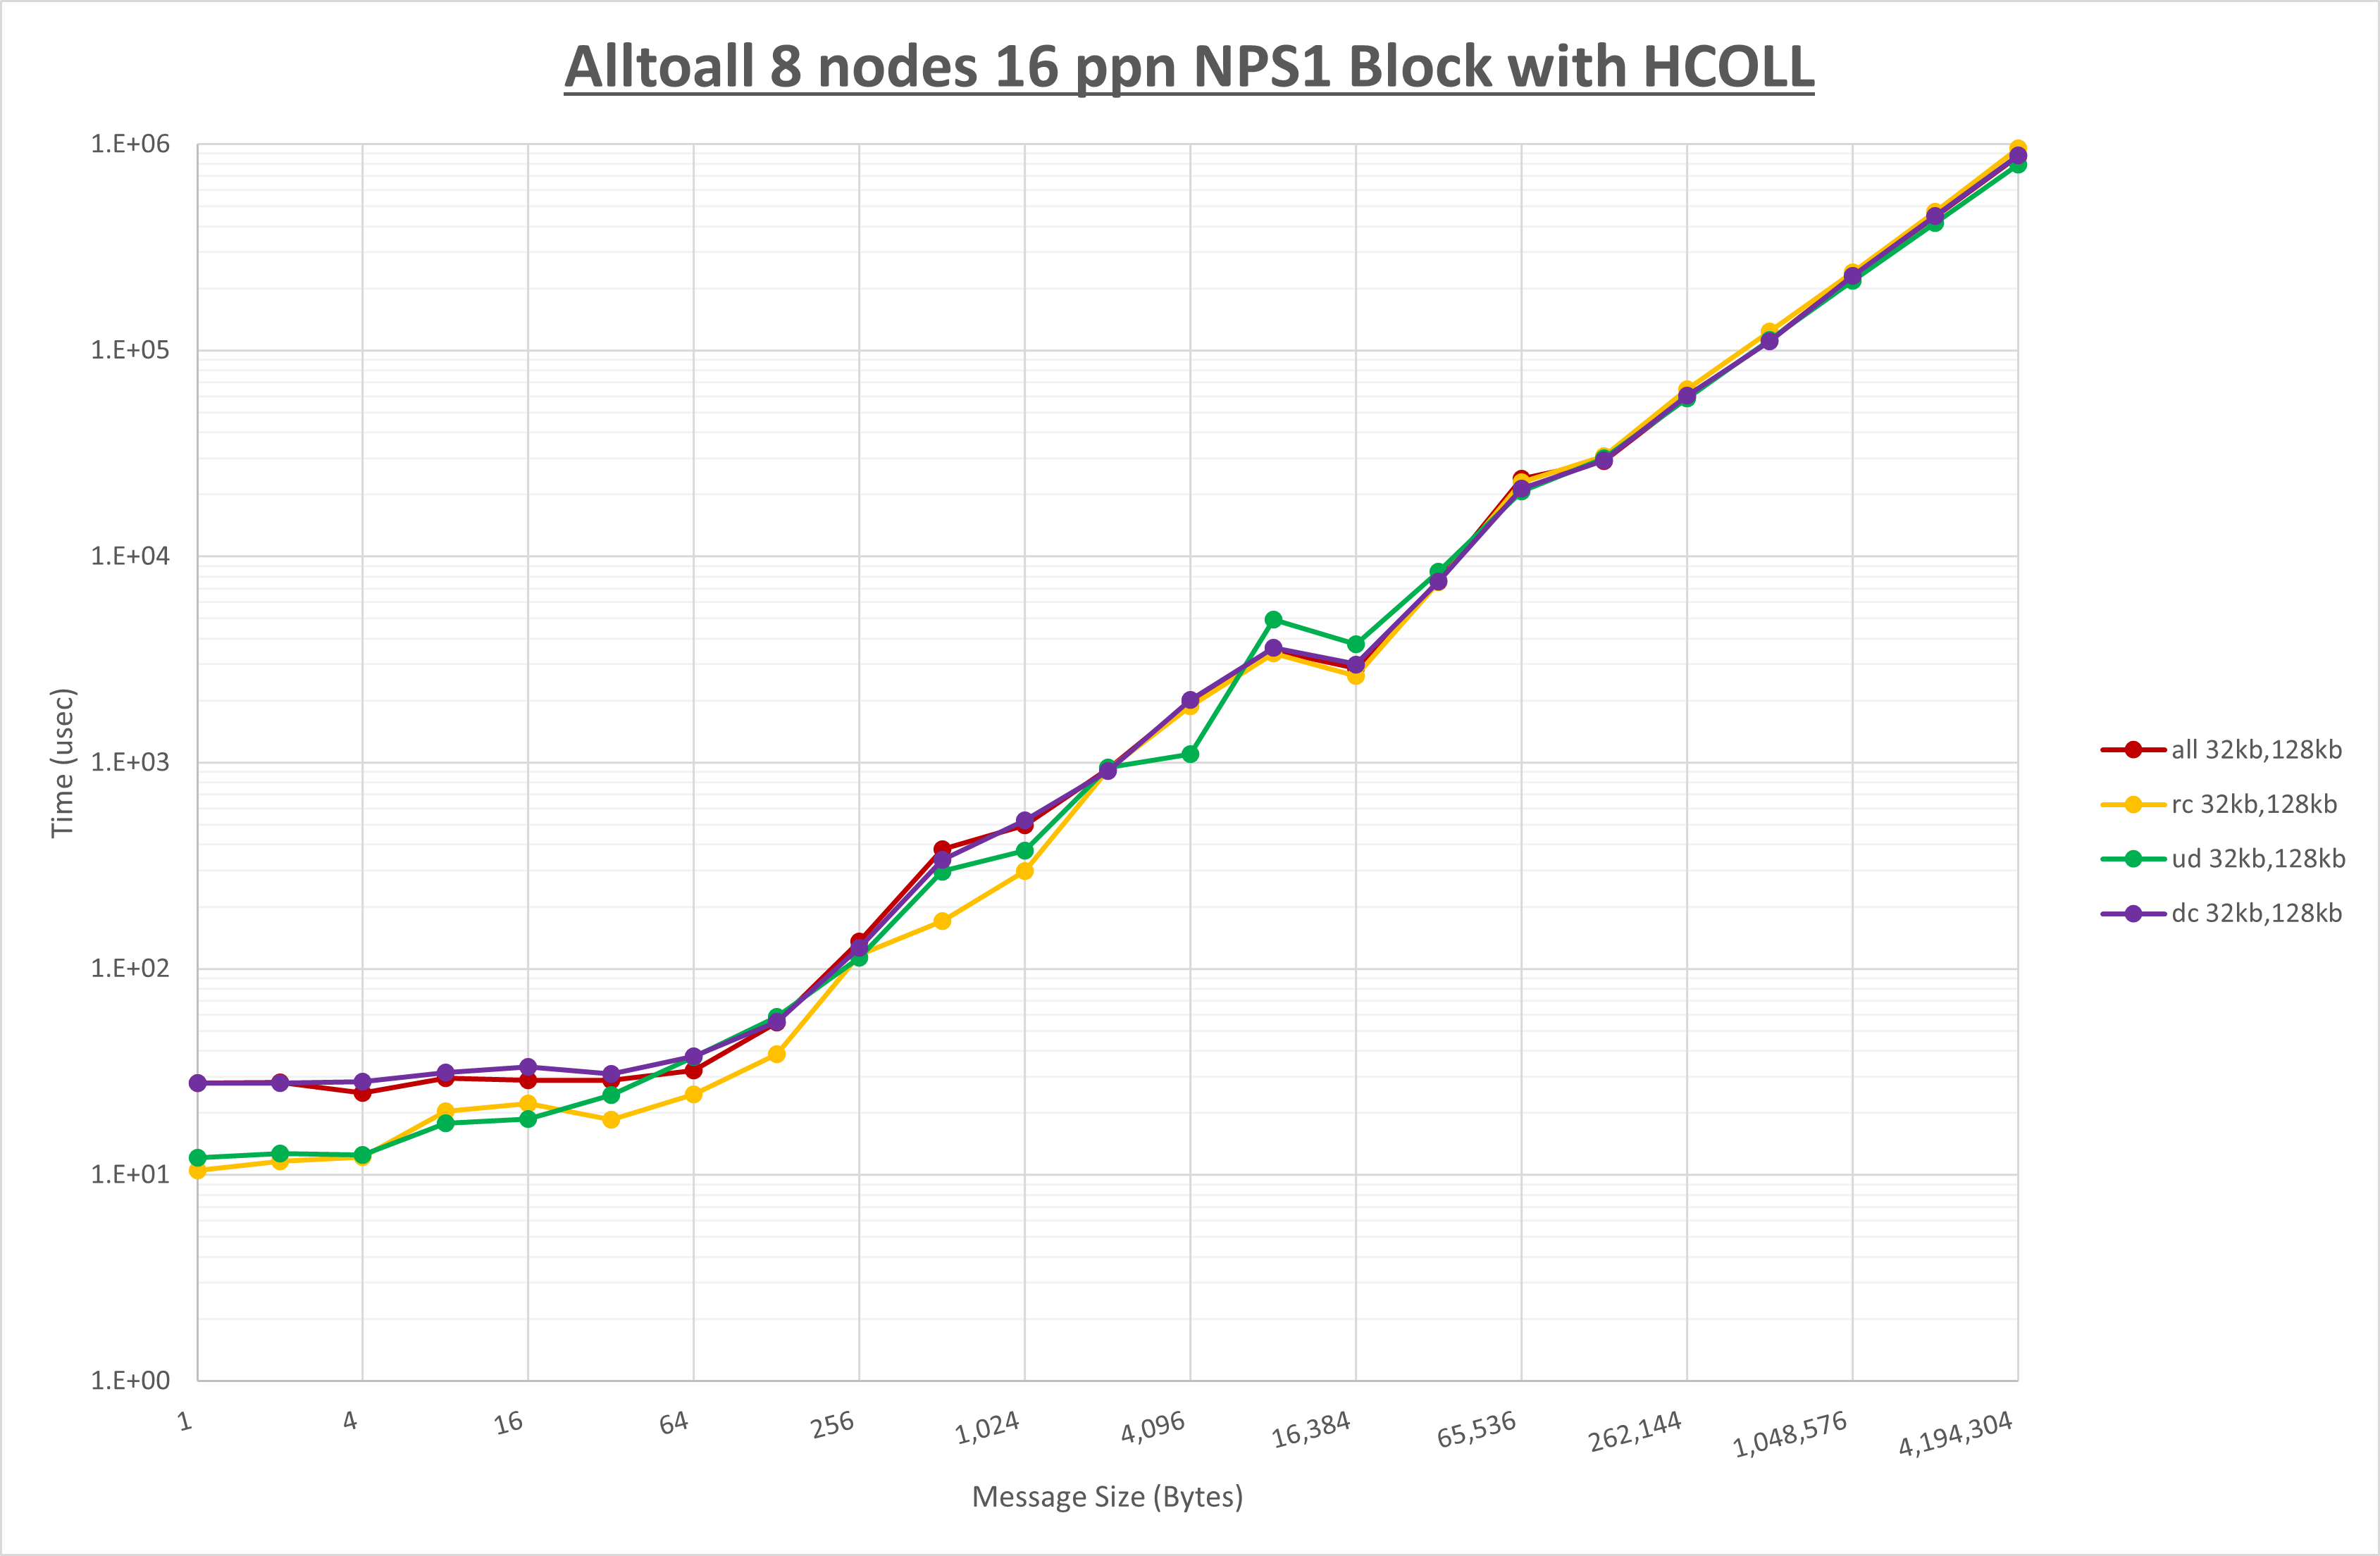 Alltoall 8 nodes 16 ppn NPS1 Block with HCOLL
1.E+06
1.E+05
1.E+04
1.E+03
1.E+02
1.E+01
1.E+00
Time (usec)
1
4
16
64
256
1,024
4,096
16,384
65,536
262,144
1,048,576
4,194,304
Message Size (Bytes)
all 32kb,128kb
rc 32kb,128kb
ud 32kb,128kb
dc 32kb,128kb